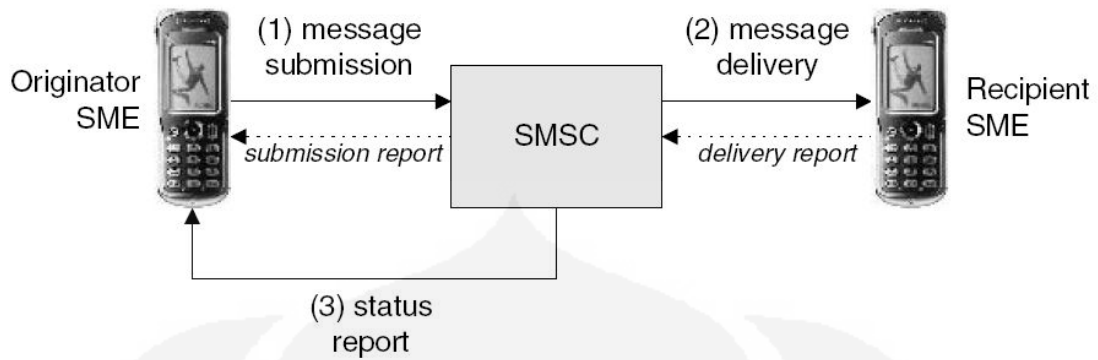 (1) message
submission
(2) message
delivery
Originator
SME
SMSC
Recipient
SME
submission report
delivery report
(3) status
report